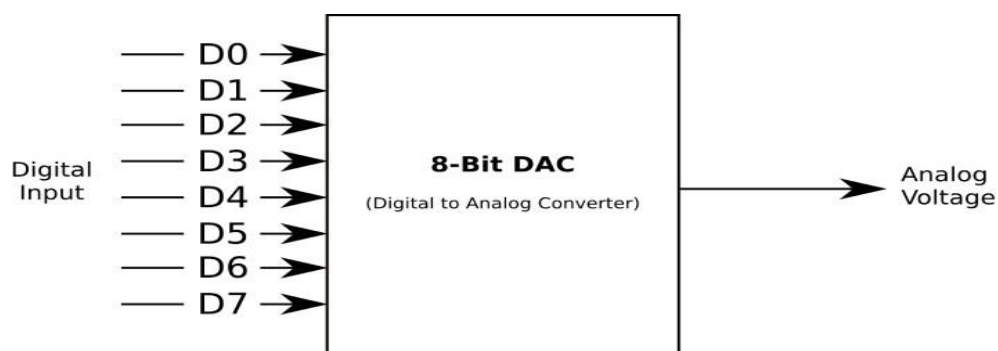 D0
D1
D2
D3
D4
D5
D6
D7
Digital
Input
8-Bit DAC
(Digital to Analog Converter)
Analog
Voltage